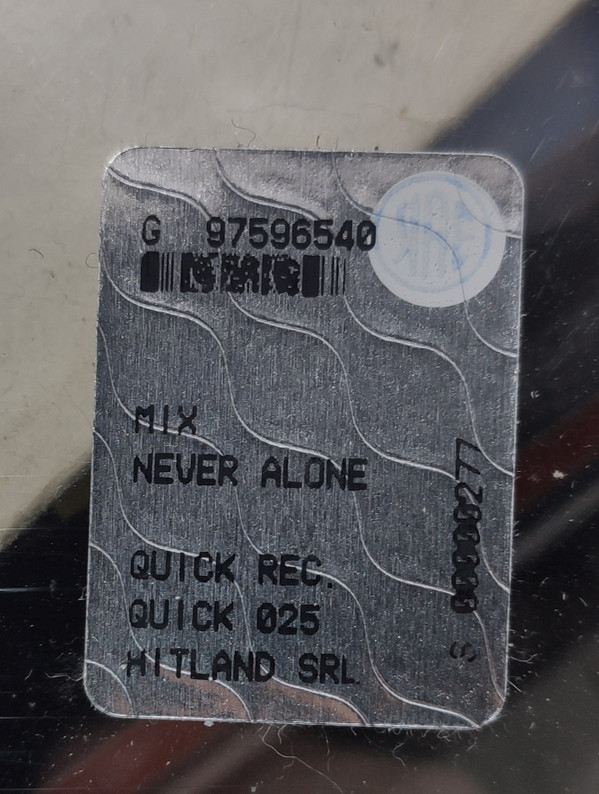 G 97596540
MIX
NEVER ALONE
QUICK REC.
QUICK 025
HITLAND SRL
S 00000277